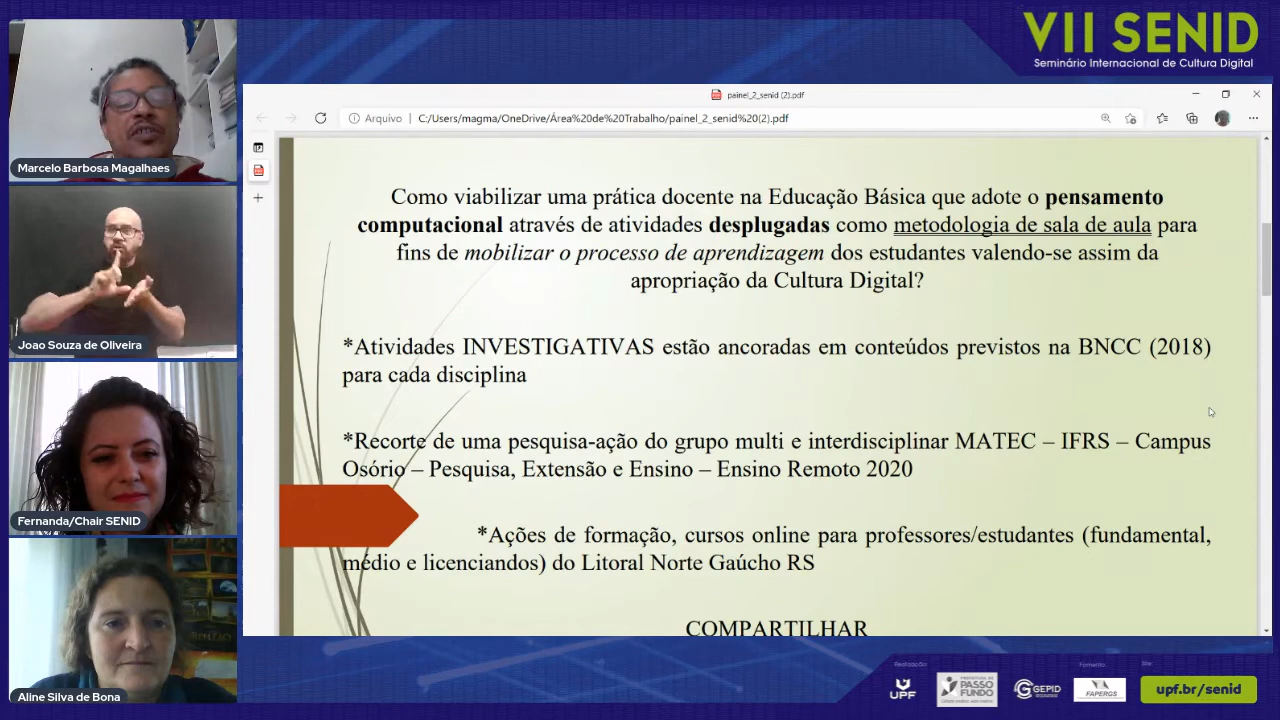 VII SENID
Seminário Internacional de Cultura Digital
Marcelo Barbosa Magalhaes
Joao Souza de Oliveira
Fernanda/Chair SENID
Aline Silva de Bona
painel_2_senid (2).pdf
Arquivo
C:/Users/magma/OneDrive/Área%20de%20Trabalho/painel_2_senid%20(2).pdf
Como viabilizar uma prática docente na Educação Básica que adote o pensamento
computacional através de atividades desplugadas como metodologia de sala de aula para
fins de mobilizar o processo de aprendizagem dos estudantes valendo-se assim da
apropriação da Cultura Digital?
*Atividades INVESTIGATIVAS estão ancoradas em conteúdos previstos na BNCC (2018)
para cada disciplina
*Recorte de uma pesquisa-ação do grupo multi e interdisciplinar MATEC – IFRS – Campus
Osório – Pesquisa, Extensão e Ensino – Ensino Remoto 2020
*Ações de formação, cursos online para professores/estudantes (fundamental,
médio e licenciandos) do Litoral Norte Gaúcho RS
COMPARTILHAR
Realização:
UPF
PREFEITURA DE
PASSO
FUNDO
GEPID
Fomento:
FAPERGS
Site:
upf.br/senid